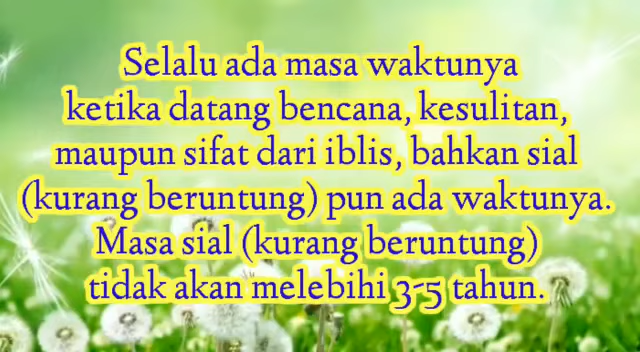 Selalu ada masa waktunya
ketika datang bencana, kesulitan,
maupun sifat dari iblis, bahkan sial
(kurang beruntung) pun ada waktunya.
Masa sial (kurang beruntung)
tidak akan melebihi 3-5 tahun.